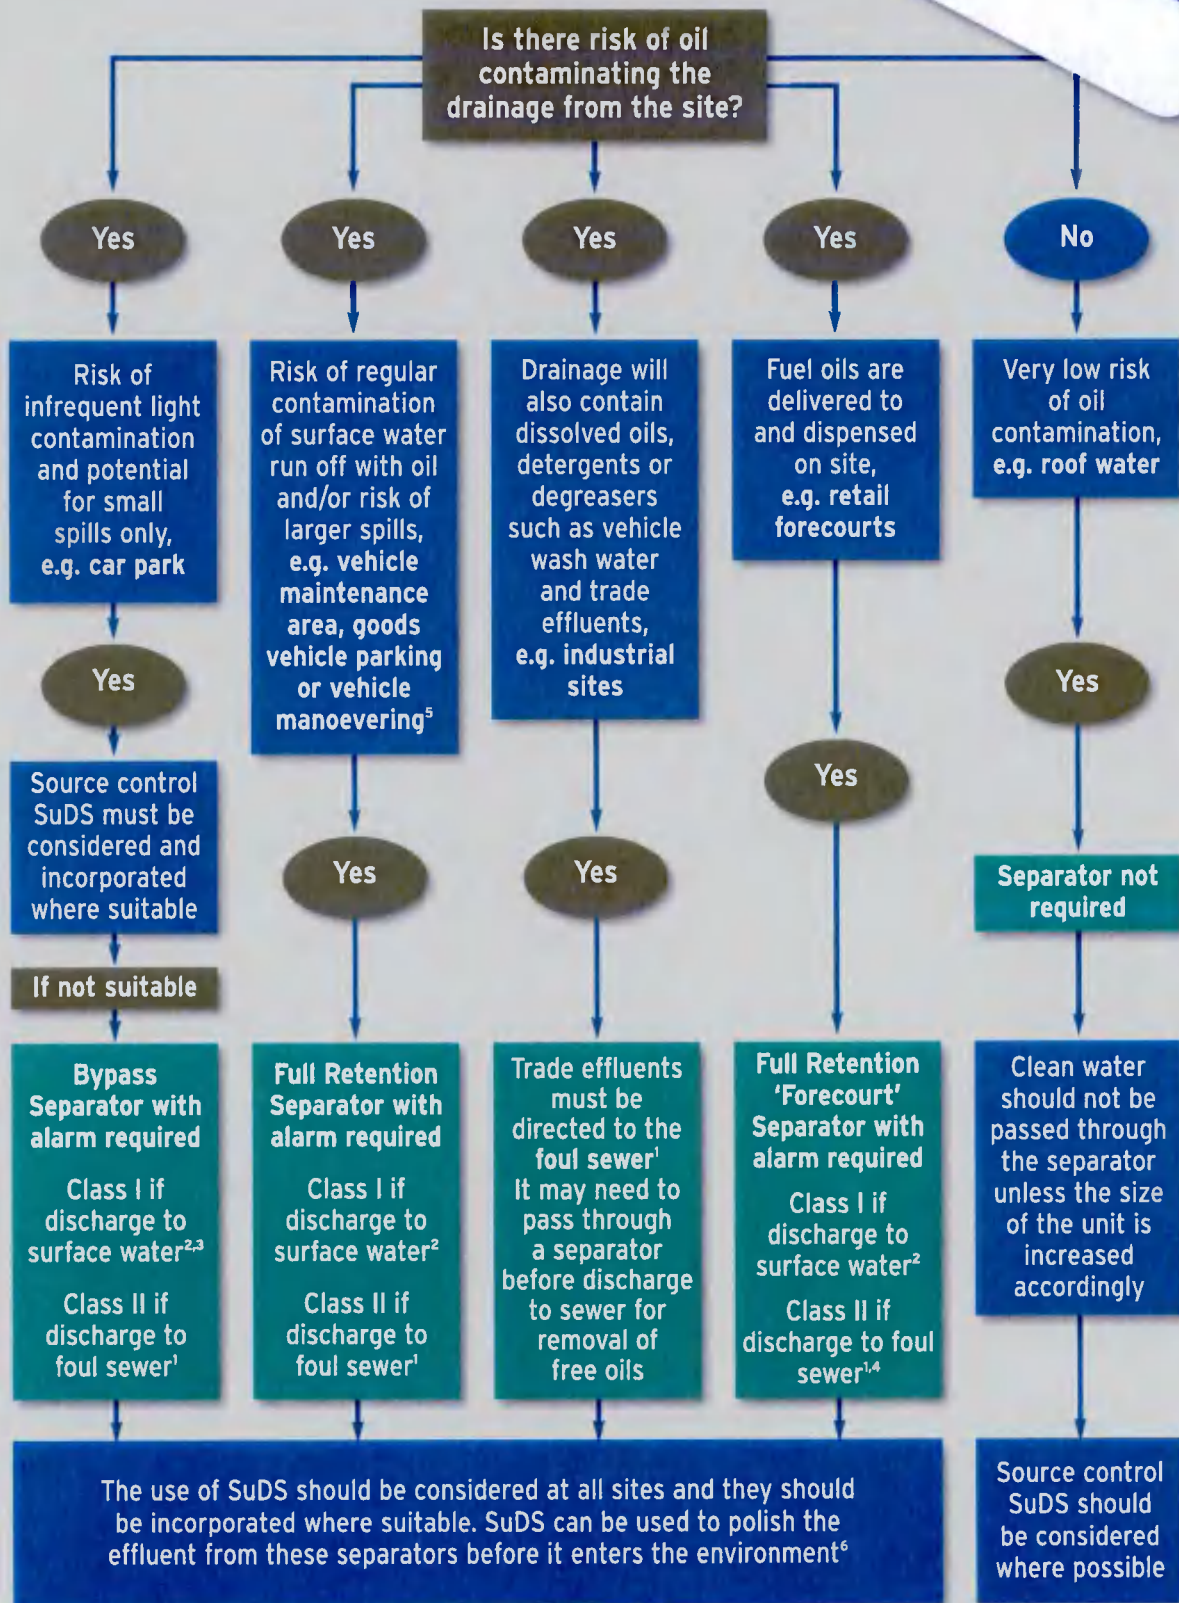 Is there risk of oil
contaminating the
drainage from the site?
Yes
Yes
Yes
Yes
No
Risk of
infrequent light
contamination
and potential
for small
spills only,
e.g. car park
Risk of regular
contamination
of surface water
run off with oil
and/or risk of
larger spills,
e.g. vehicle
maintenance
area, goods
vehicle parking
or vehicle
manoevering⁵
Drainage will
also contain
dissolved oils,
detergents or
degreasers
such as vehicle
wash water
and trade
effluents,
e.g. industrial
sites
Fuel oils are
delivered to
and dispensed
on site,
e.g. retail
forecourts
Very low risk
of oil
contamination,
e.g. roof water
Yes
Yes
Yes
Yes
Yes
Source control
SuDS must be
considered and
incorporated
where suitable
If not suitable
Separator not
required
Bypass
Separator with
alarm required
Class I if
discharge to
surface water²,³
Class II if
discharge to
foul sewer¹
Full Retention
Separator with
alarm required
Class I if
discharge to
surface water²
Class II if
discharge to
foul sewer¹
Trade effluents
must be
directed to the
foul sewer¹
It may need to
pass through
a separator
before discharge
to sewer for
removal of
free oils
Full Retention
'Forecourt'
Separator with
alarm required
Class I if
discharge to
surface water²
Class II if
discharge to foul
sewer¹,⁴
Clean water
should not be
passed through
the separator
unless the size
of the unit is
increased
accordingly
The use of SuDS should be considered at all sites and they should
be incorporated where suitable. SuDS can be used to polish the
effluent from these separators before it enters the environment⁶
Source control
SuDS should
be considered
where possible